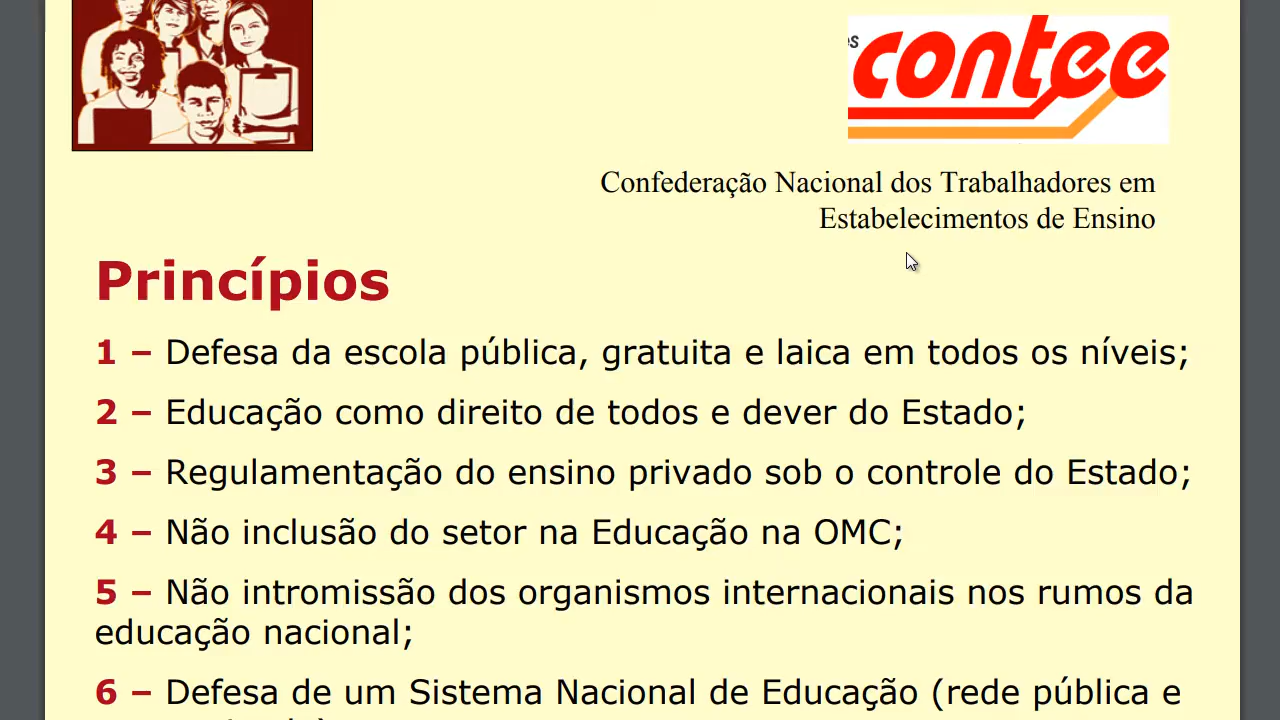 es
contee
Confederação Nacional dos Trabalhadores em
Estabelecimentos de Ensino
Princípios
1 – Defesa da escola pública, gratuita e laica em todos os níveis;
2 – Educação como direito de todos e dever do Estado;
3 – Regulamentação do ensino privado sob o controle do Estado;
4 – Não inclusão do setor na Educação na OMC;
5 – Não intromissão dos organismos internacionais nos rumos da
educação nacional;
6 – Defesa de um Sistema Nacional de Educação (rede pública e